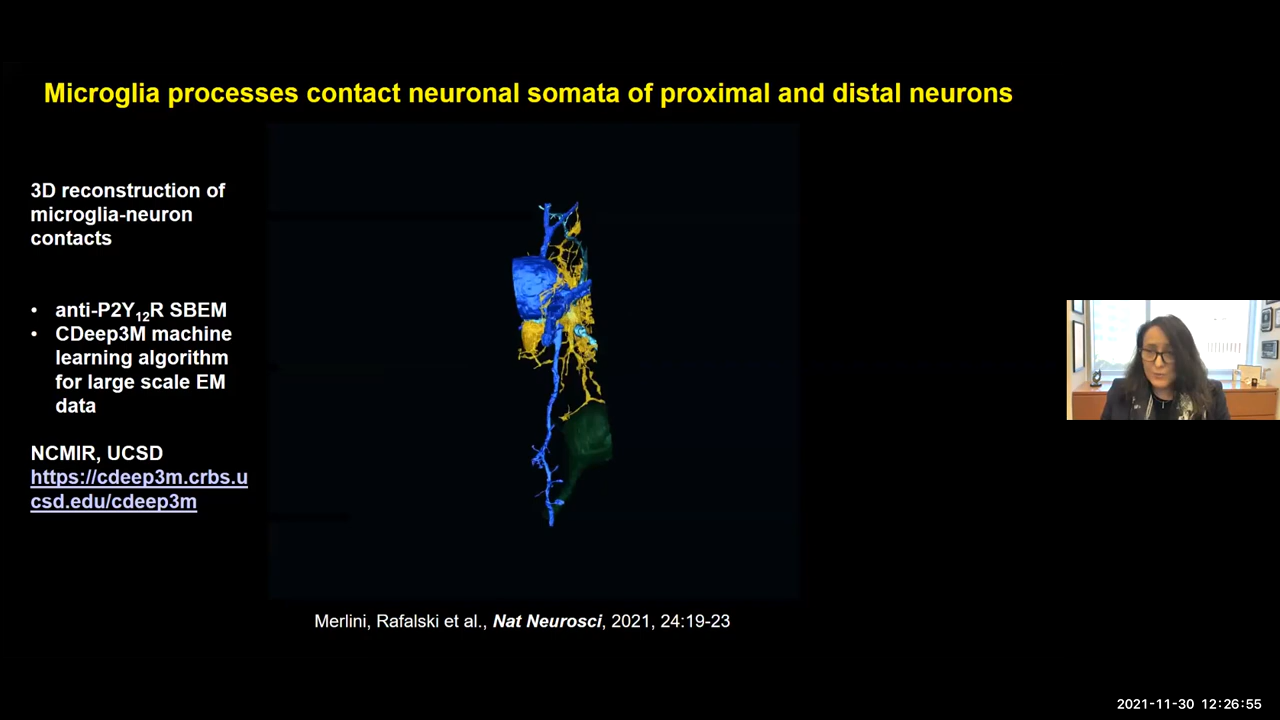 Microglia processes contact neuronal somata of proximal and distal neurons
3D reconstruction of
microglia-neuron
contacts
• anti-P2Y12R SBEM
• CDeep3M machine
learning algorithm
for large scale EM
data
NCMIR, UCSD
https://cdeep3m.crbs.u
csd.edu/cdeep3m
Merlini, Rafalski et al., Nat Neurosci, 2021, 24:19-23
2021-11-30 12:26:55